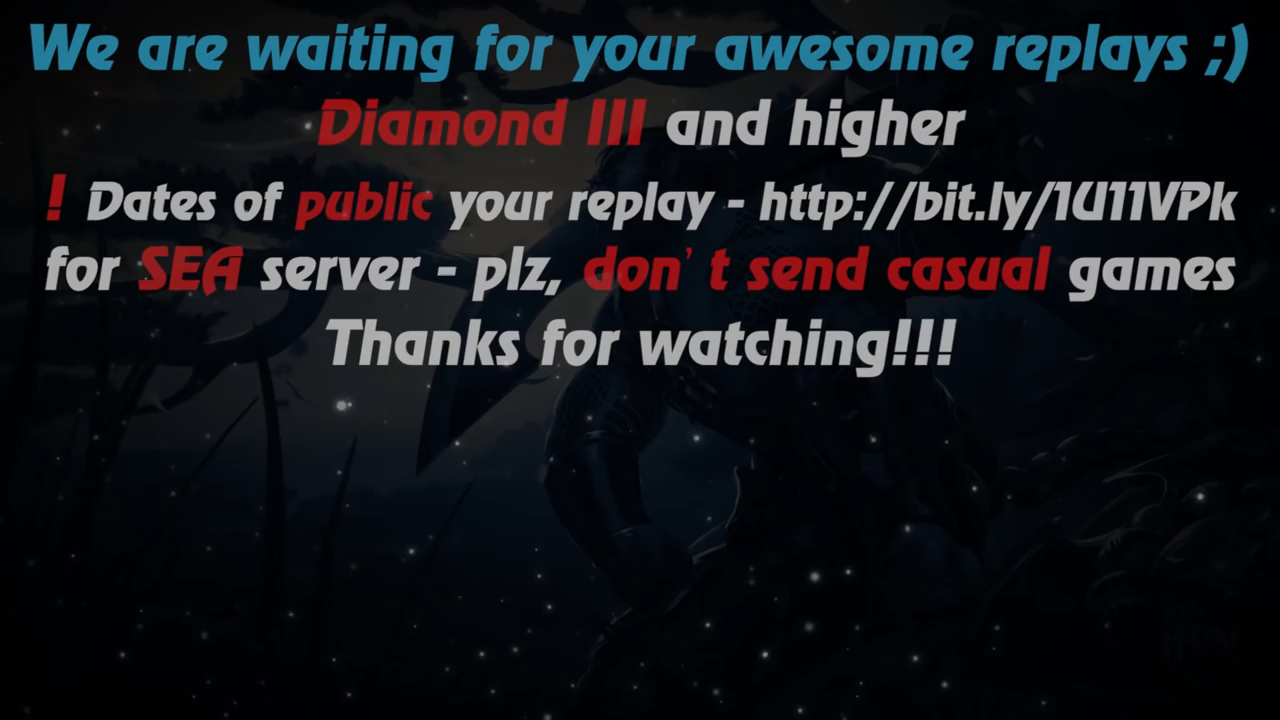 We are waiting for your awesome replays ;)
Diamond III and higher
! Dates of public your replay - http://bit.ly/1U11VPk
for SEA server - plz, don't send casual games
Thanks for watching!!!